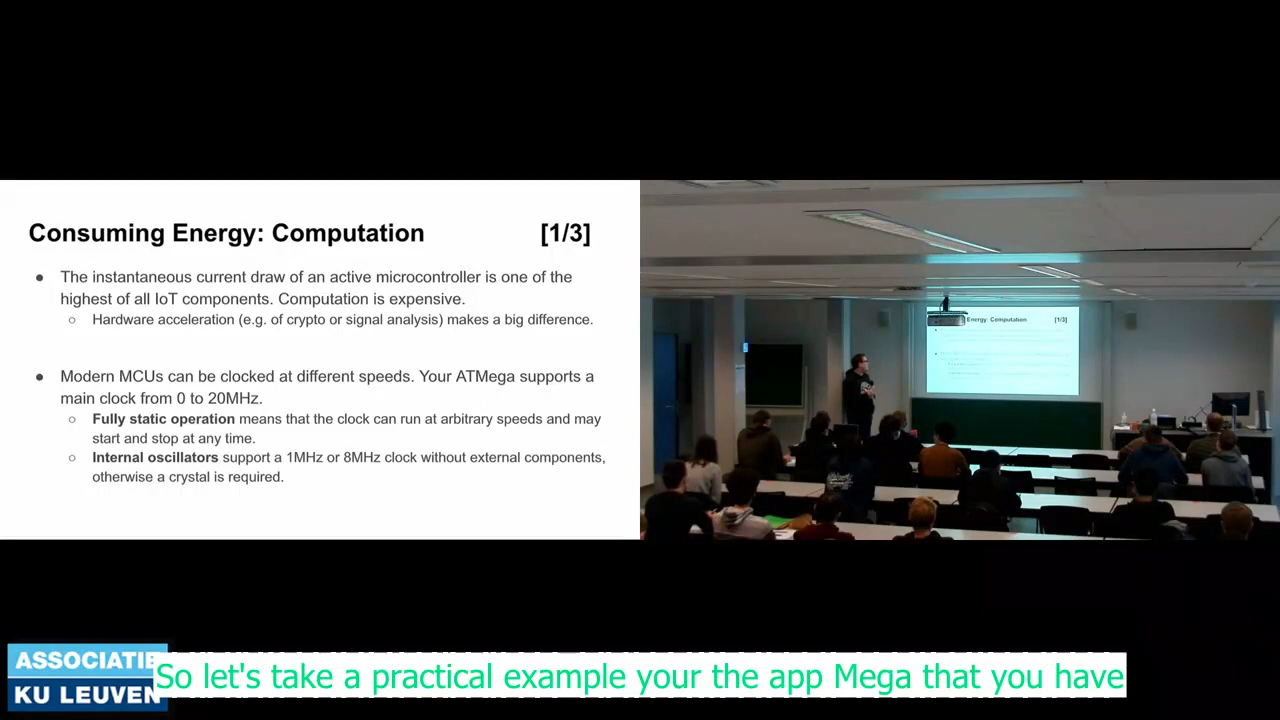 Consuming Energy: Computation [1/3]
● The instantaneous current draw of an active microcontroller is one of the
highest of all IoT components. Computation is expensive.
○ Hardware acceleration (e.g. of crypto or signal analysis) makes a big difference.
● Modern MCUs can be clocked at different speeds. Your ATMega supports a
main clock from 0 to 20MHz.
○ Fully static operation means that the clock can run at arbitrary speeds and may
start and stop at any time.
○ Internal oscillators support a 1MHz or 8MHz clock without external components,
otherwise a crystal is required.
Energy: Computation [1/3]
ASSOCIATIE
KU LEUVEN
So let's take a practical example your the app Mega that you have